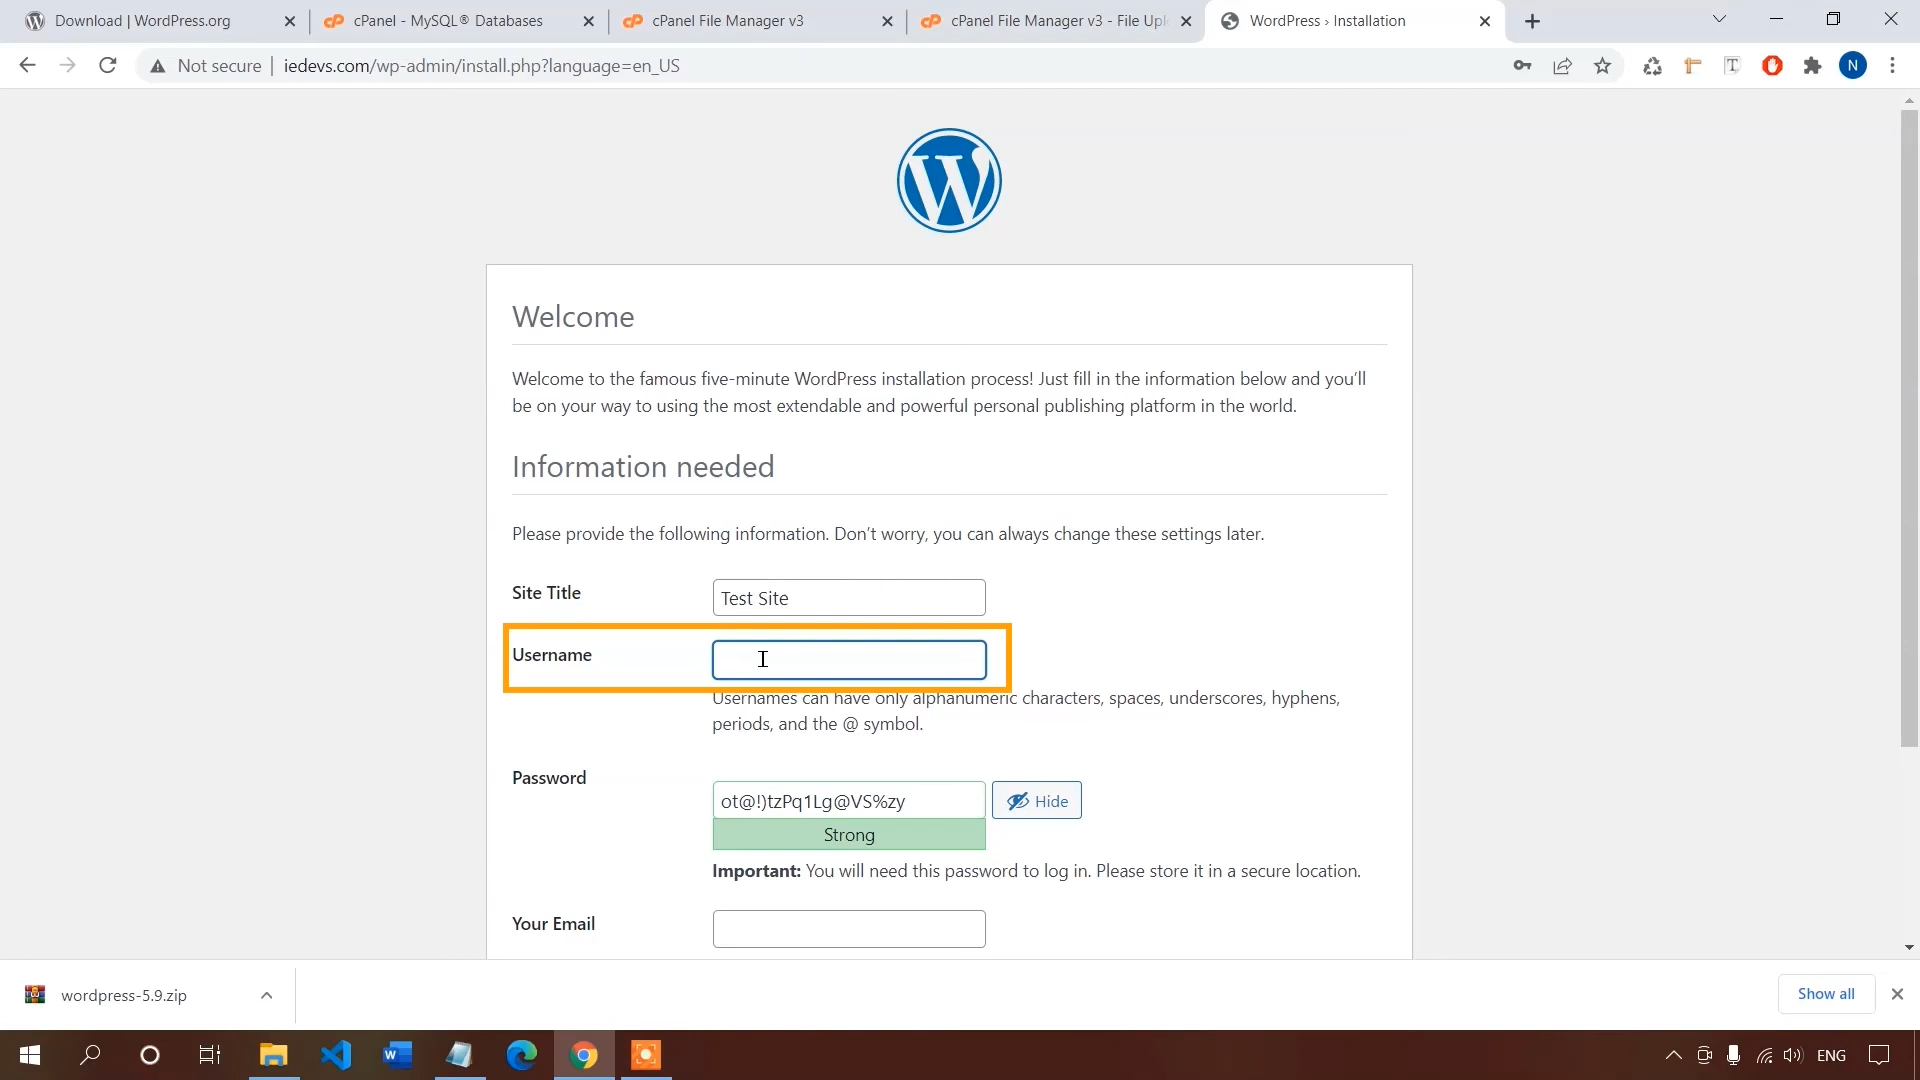 Download | WordPress.org
cPanel - MySQL® Databases
cPanel File Manager v3
cPanel File Manager v3 - File Upl
WordPress › Installation
Not secure
iedevs.com/wp-admin/install.php?language=en_US
N
Welcome
Welcome to the famous five-minute WordPress installation process! Just fill in the information below and you’ll
be on your way to using the most extendable and powerful personal publishing platform in the world.
Information needed
Please provide the following information. Don’t worry, you can always change these settings later.
Site Title
Test Site
Username
Usernames can have only alphanumeric characters, spaces, underscores, hyphens,
periods, and the @ symbol.
Password
ot@!)tzPq1Lg@VS%zy
Hide
Strong
Important: You will need this password to log in. Please store it in a secure location.
Your Email
wordpress-5.9.zip
Show all
ENG